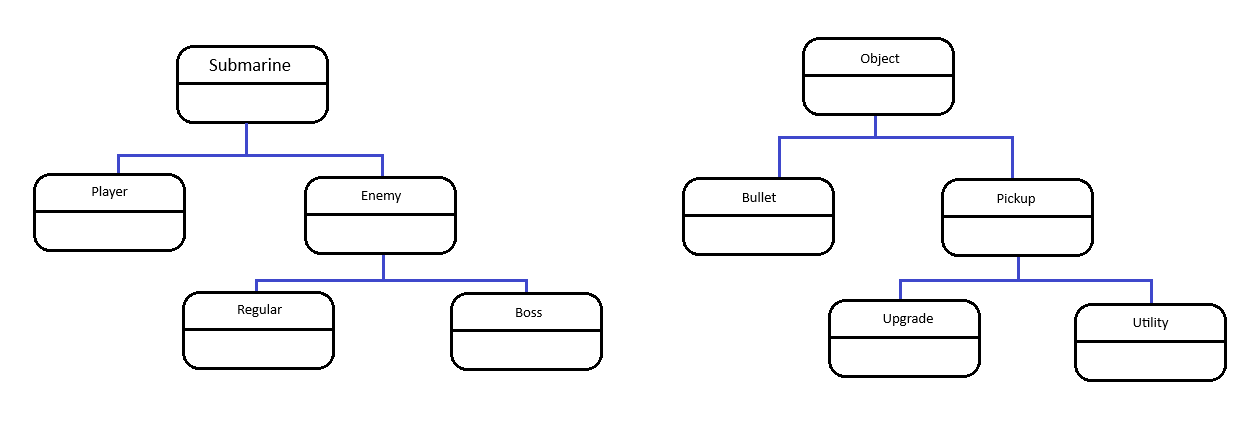 Submarine
Player
Enemy
Regular
Boss
Object
Bullet
Pickup
Upgrade
Utility